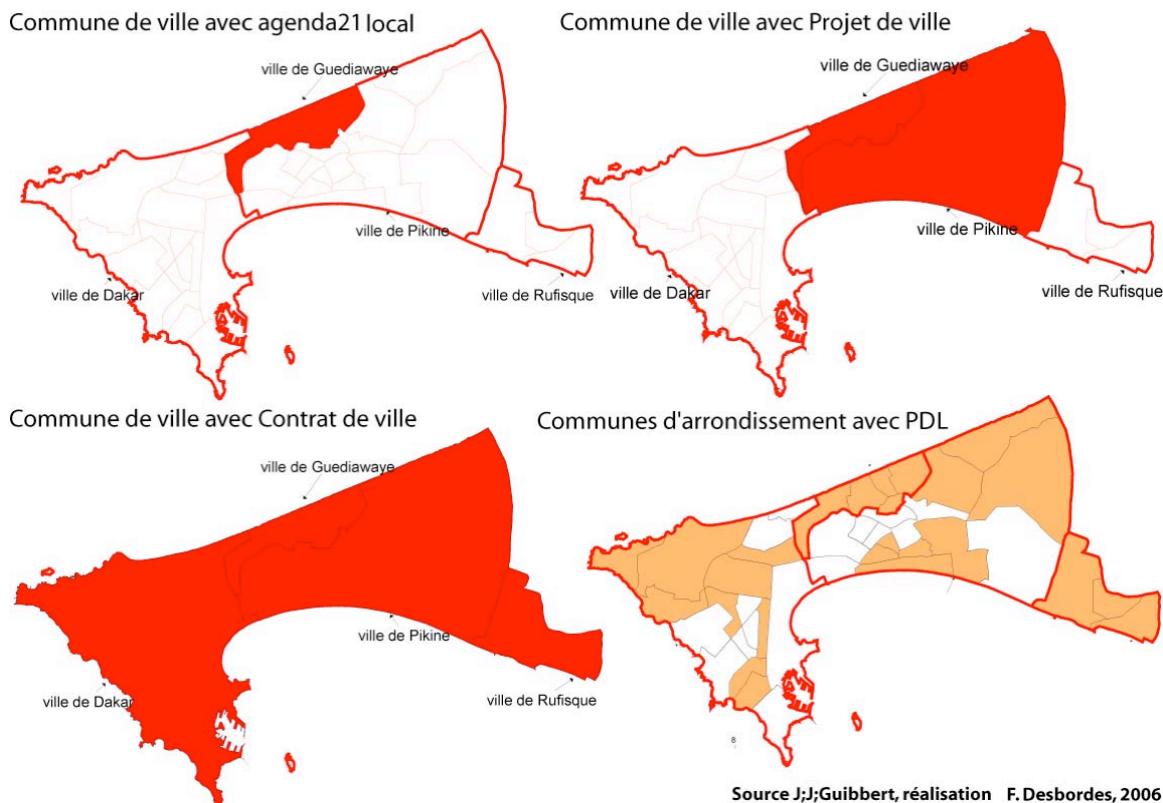 Commune de ville avec agenda21 local
ville de Guediawaye
ville de Pikine
ville de Dakar
ville de Rufisque
Commune de ville avec Projet de ville
ville de Guediawaye
ville de Pikine
ville de Dakar
ville de Rufisque
Commune de ville avec Contrat de ville
ville de Guediawaye
ville de Pikine
ville de Dakar
ville de Rufisque
Communes d'arrondissement avec PDL
8
Source J;J;Guibbert, réalisation F. Desbordes, 2006